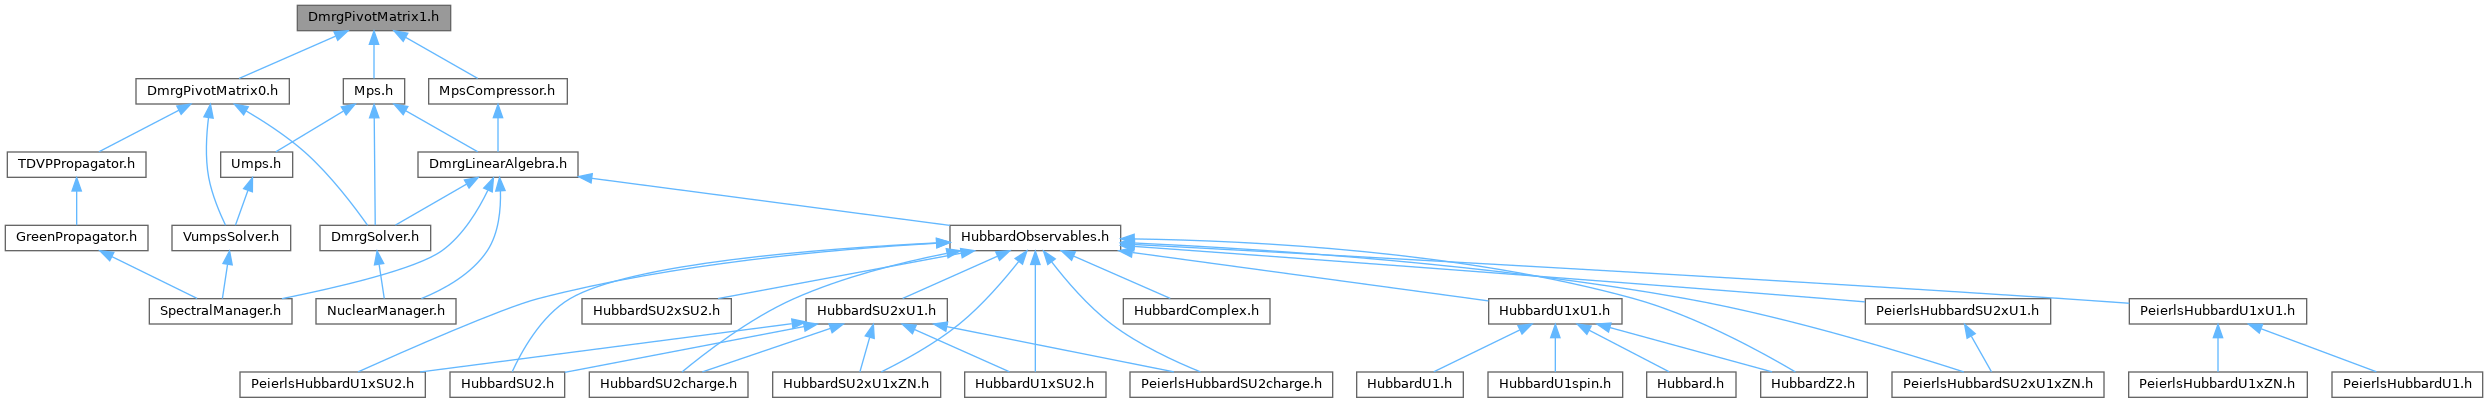 DmrgPivotMatrix1.h
DmrgPivotMatrix0.h
Mps.h
MpsCompressor.h
TDVPPropagator.h
Umps.h
DmrgLinearAlgebra.h
GreenPropagator.h
VumpsSolver.h
DmrgSolver.h
HubbardObservables.h
SpectralManager.h
NuclearManager.h
HubbardSU2xSU2.h
HubbardSU2xU1.h
HubbardComplex.h
HubbardU1xU1.h
PeierlsHubbardSU2xU1.h
PeierlsHubbardU1xU1.h
PeierlsHubbardU1xSU2.h
HubbardSU2.h
HubbardSU2charge.h
HubbardSU2xU1xZN.h
HubbardU1xSU2.h
PeierlsHubbardSU2charge.h
HubbardU1.h
HubbardU1spin.h
Hubbard.h
HubbardZ2.h
PeierlsHubbardSU2xU1xZN.h
PeierlsHubbardU1xZN.h
PeierlsHubbardU1.h